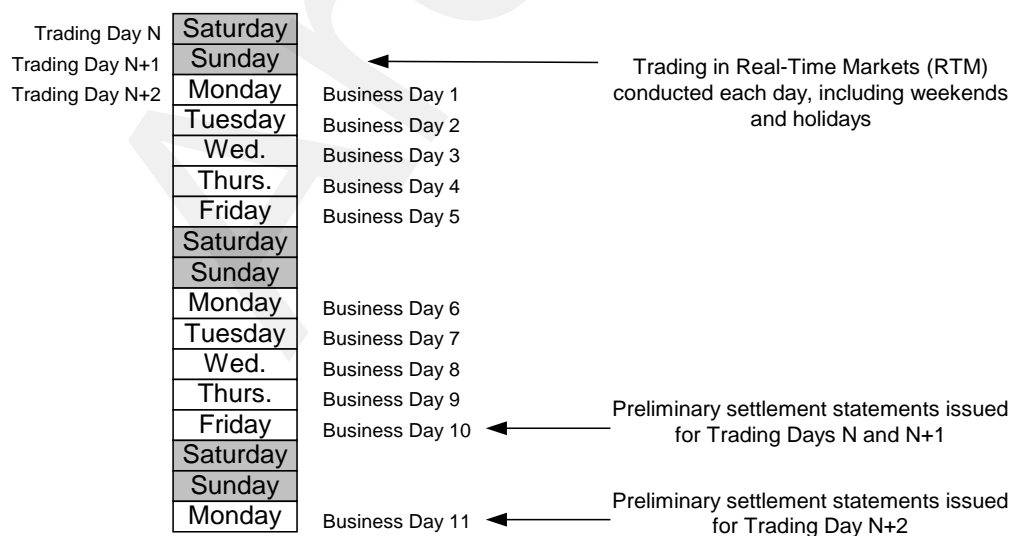 Trading Day N Saturday
Trading Day N+1 Sunday
Trading Day N+2 Monday Business Day 1
Tuesday Business Day 2
Wed. Business Day 3
Thurs. Business Day 4
Friday Business Day 5
Saturday
Sunday
Monday Business Day 6
Tuesday Business Day 7
Wed. Business Day 8
Thurs. Business Day 9
Friday Business Day 10
Saturday
Sunday
Monday Business Day 11
Trading in Real-Time Markets (RTM)
conducted each day, including weekends
and holidays
Preliminary settlement statements issued
for Trading Days N and N+1
Preliminary settlement statements issued
for Trading Day N+2